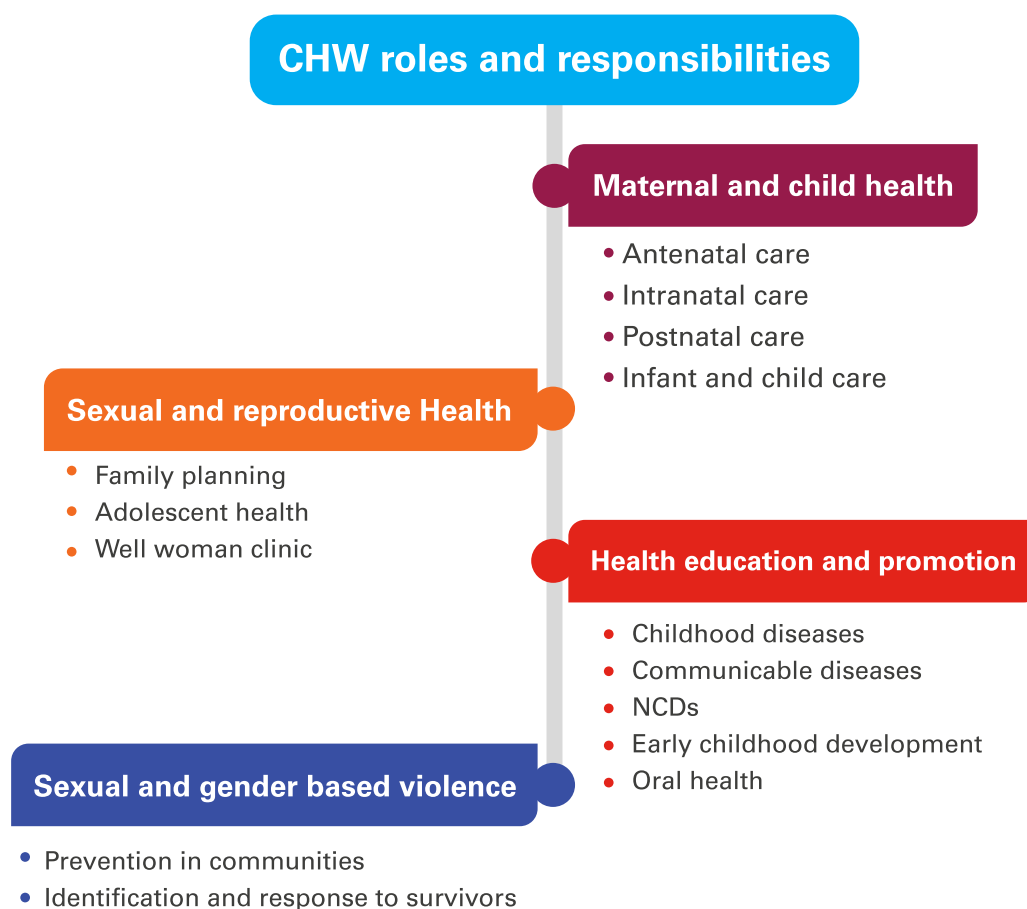 CHW roles and responsibilities
Maternal and child health
• Antenatal care
• Intranatal care
• Postnatal care
• Infant and child care
Sexual and reproductive Health
• Family planning
• Adolescent health
• Well woman clinic
Health education and promotion
• Childhood diseases
• Communicable diseases
• NCDs
• Early childhood development
• Oral health
Sexual and gender based violence
• Prevention in communities
• Identification and response to survivors